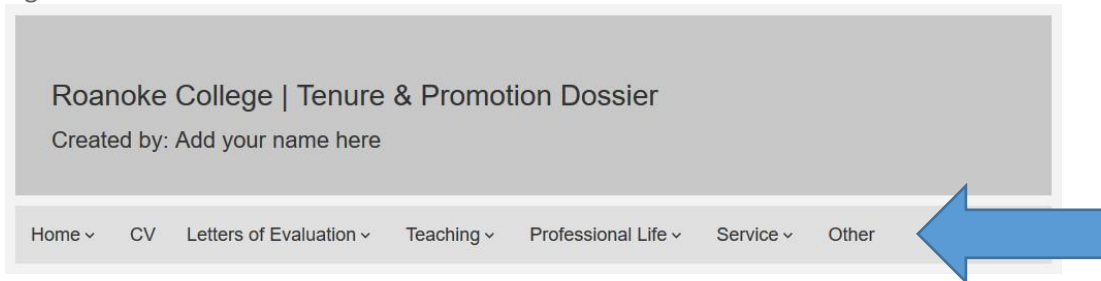 Roanoke College | Tenure & Promotion Dossier
Created by: Add your name here
Home CV Letters of Evaluation Teaching Professional Life Service Other